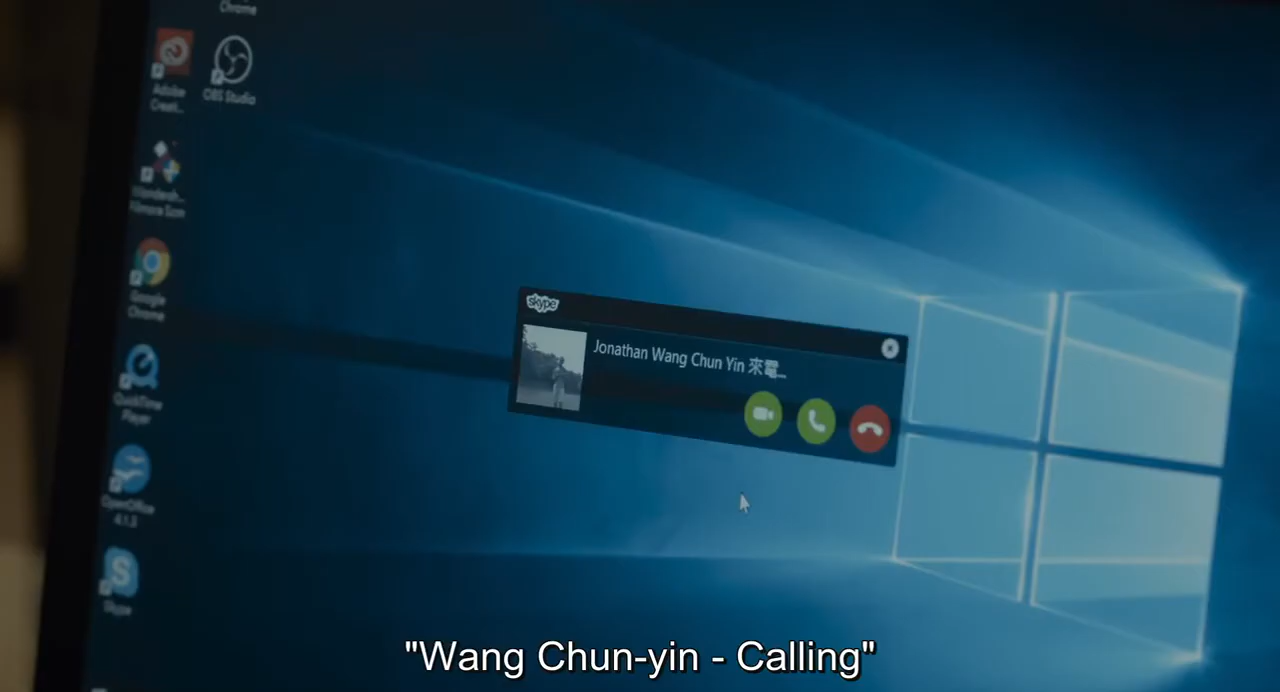 Chrome
Adobe
Creati...
OBS Studio
Wondersh...
Filmora Scrn
Google
Chrome
QuickTime
Player
OpenOffice
4.1.3
Skype
skype
Jonathan Wang Chun Yin 來電...
"Wang Chun-yin - Calling"